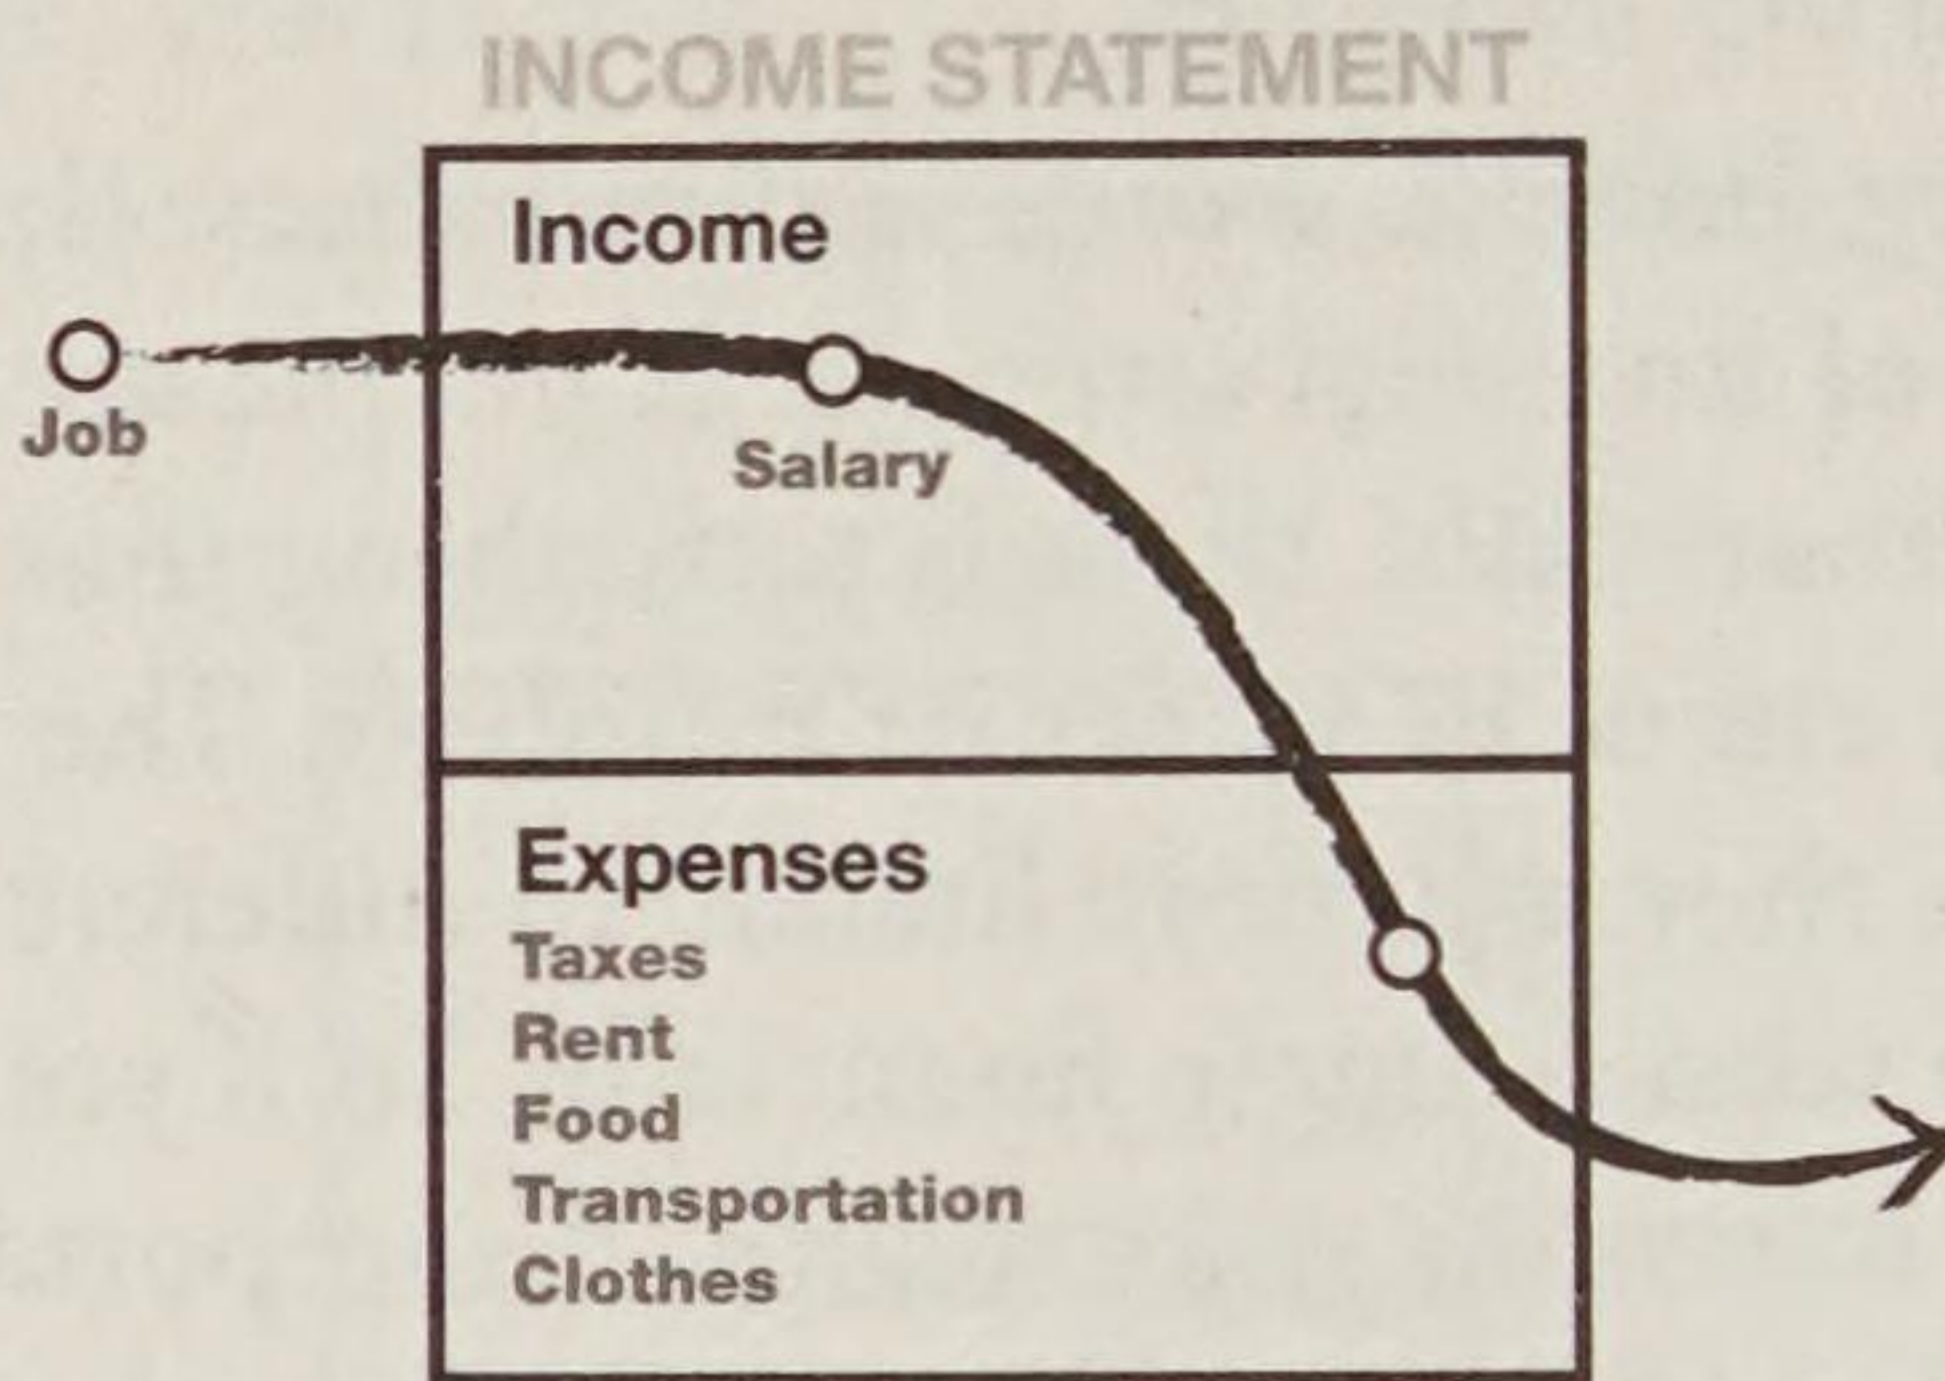 INCOME STATEMENT
Income
Job
Salary
Expenses
Taxes
Rent
Food
Transportation
Clothes